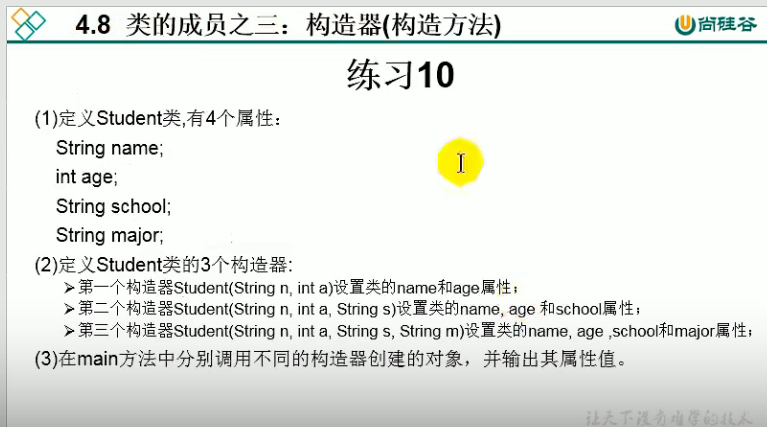 4.8 类的成员之三：构造器(构造方法)
尚硅谷
练习10
(1)定义Student类,有4个属性：
String name;
int age;
String school;
String major;
(2)定义Student类的3个构造器:
➢第一个构造器Student(String n, int a)设置类的name和age属性；
➢第二个构造器Student(String n, int a, String s)设置类的name, age 和school属性；
➢第三个构造器Student(String n, int a, String s, String m)设置类的name, age ,school和major属性；
(3)在main方法中分别调用不同的构造器创建的对象，并输出其属性值。
让天下没有难学的技术